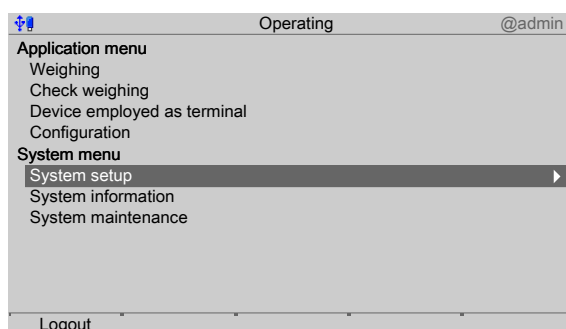 Operating @admin
Application menu
Weighing
Check weighing
Device employed as terminal
Configuration
System menu
System setup
System information
System maintenance
Logout